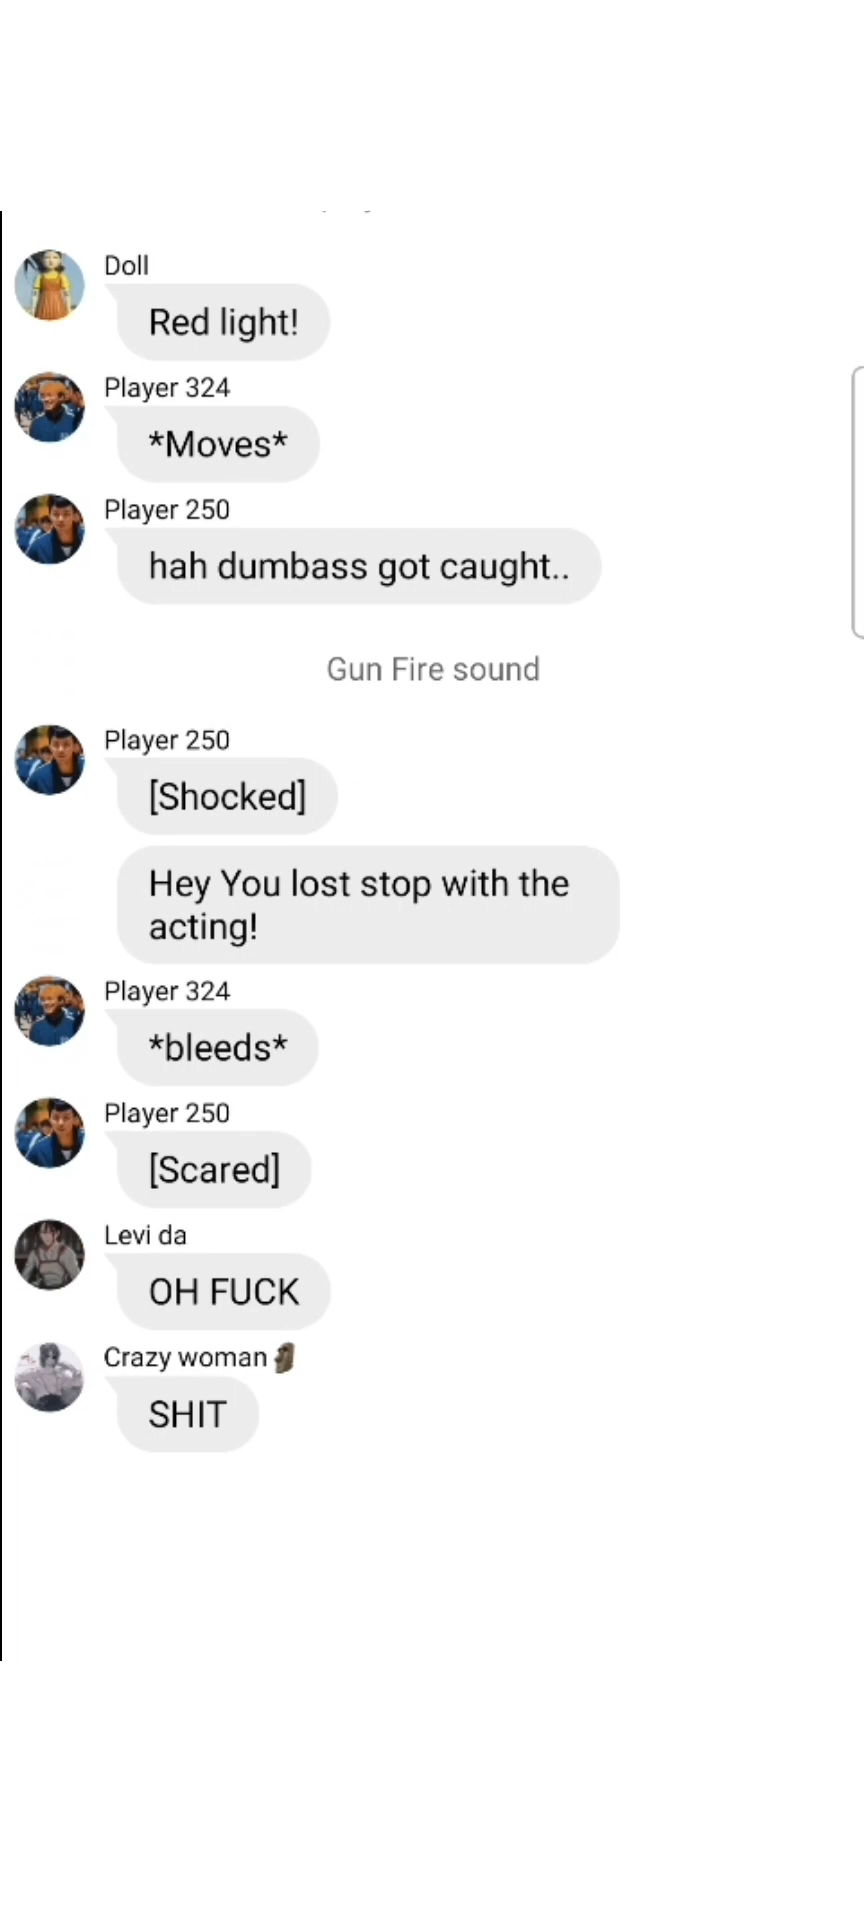 Doll
Red light!
Player 324
*Moves*
Player 250
hah dumbass got caught..
Gun Fire sound
Player 250
[Shocked]
Hey You lost stop with the
acting!
Player 324
*bleeds*
Player 250
[Scared]
Levi da
OH FUCK
Crazy woman🗿
SHIT